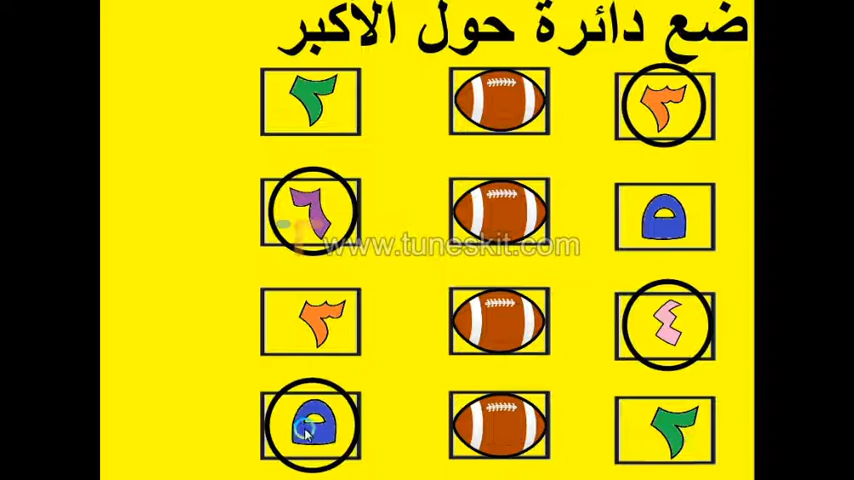 ضع دائرة حول الاكبر
٣ ٢
٥ ٦
www.tuneskit.com
٤ ٣
٢ ٥